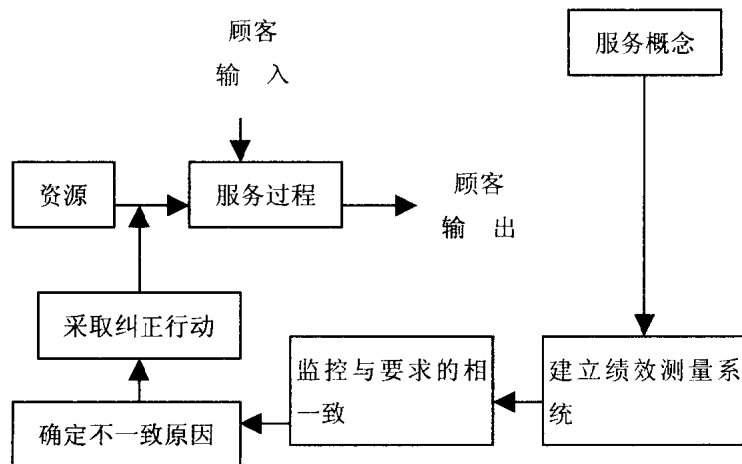 顾客
输 入
服务概念
资源
服务过程
顾客
输 出
采取纠正行动
监控与要求的相
一致
建立绩效测量系
统
确定不一致原因